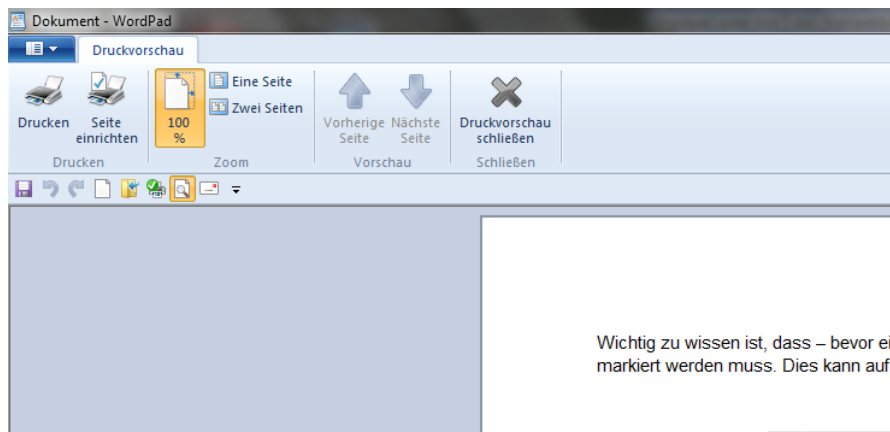 Dokument - WordPad
Druckvorschau
Eine Seite
Zwei Seiten
Drucken
Seite
einrichten
100
%
Vorherige
Seite
Nächste
Seite
Druckvorschau
schließen
Drucken
Zoom
Vorschau
Schließen
Wichtig zu wissen ist, dass – bevor ei
markiert werden muss. Dies kann auf